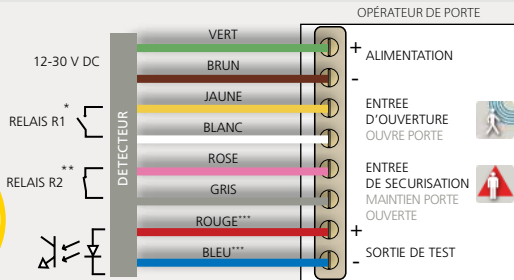 OPÉRATEUR DE PORTE
12-30 V DC
RELAIS R1 *
RELAIS R2 **
DÉTECTEUR
VERT
BRUN
JAUNE
BLANC
ROSE
GRIS
ROUGE***
BLEU***
+
ALIMENTATION
-
ENTREE
D'OUVERTURE
OUVRE PORTE
ENTREE
DE SECURISATION
MAINTIEN PORTE
OUVERTE
+
SORTIE DE TEST
-